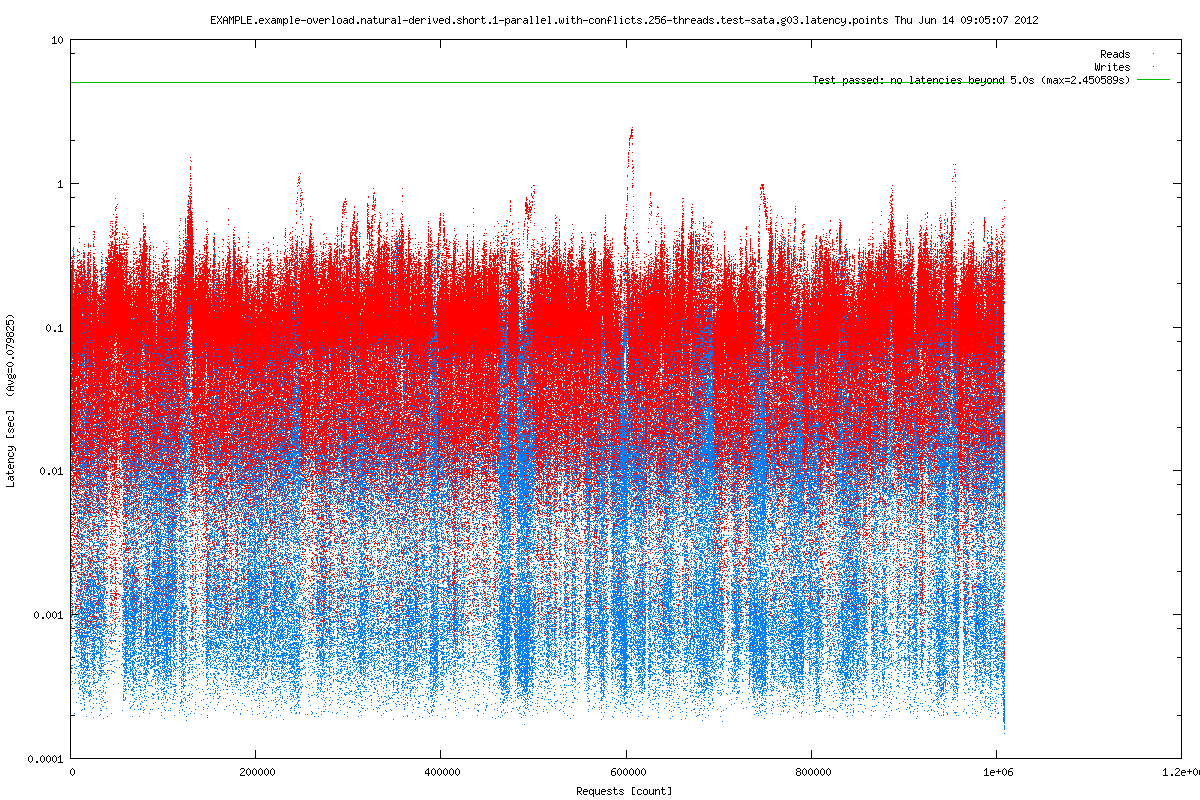 EXAMPLE.example-overload.natural-derived.short.1-parallel.with-conflicts.256-threads.test-sata.g03.latency.points Thu Jun 14 09:05:07 2012
Reads
Writes
Test passed: no latencies beyond 5.0s (max=2.450589s)
Latency [sec] (Avg=0.079825)
10
1
0.1
0.01
0.001
0.0001
0
200000
400000
600000
800000
1e+06
1.2e+0
Requests [count]